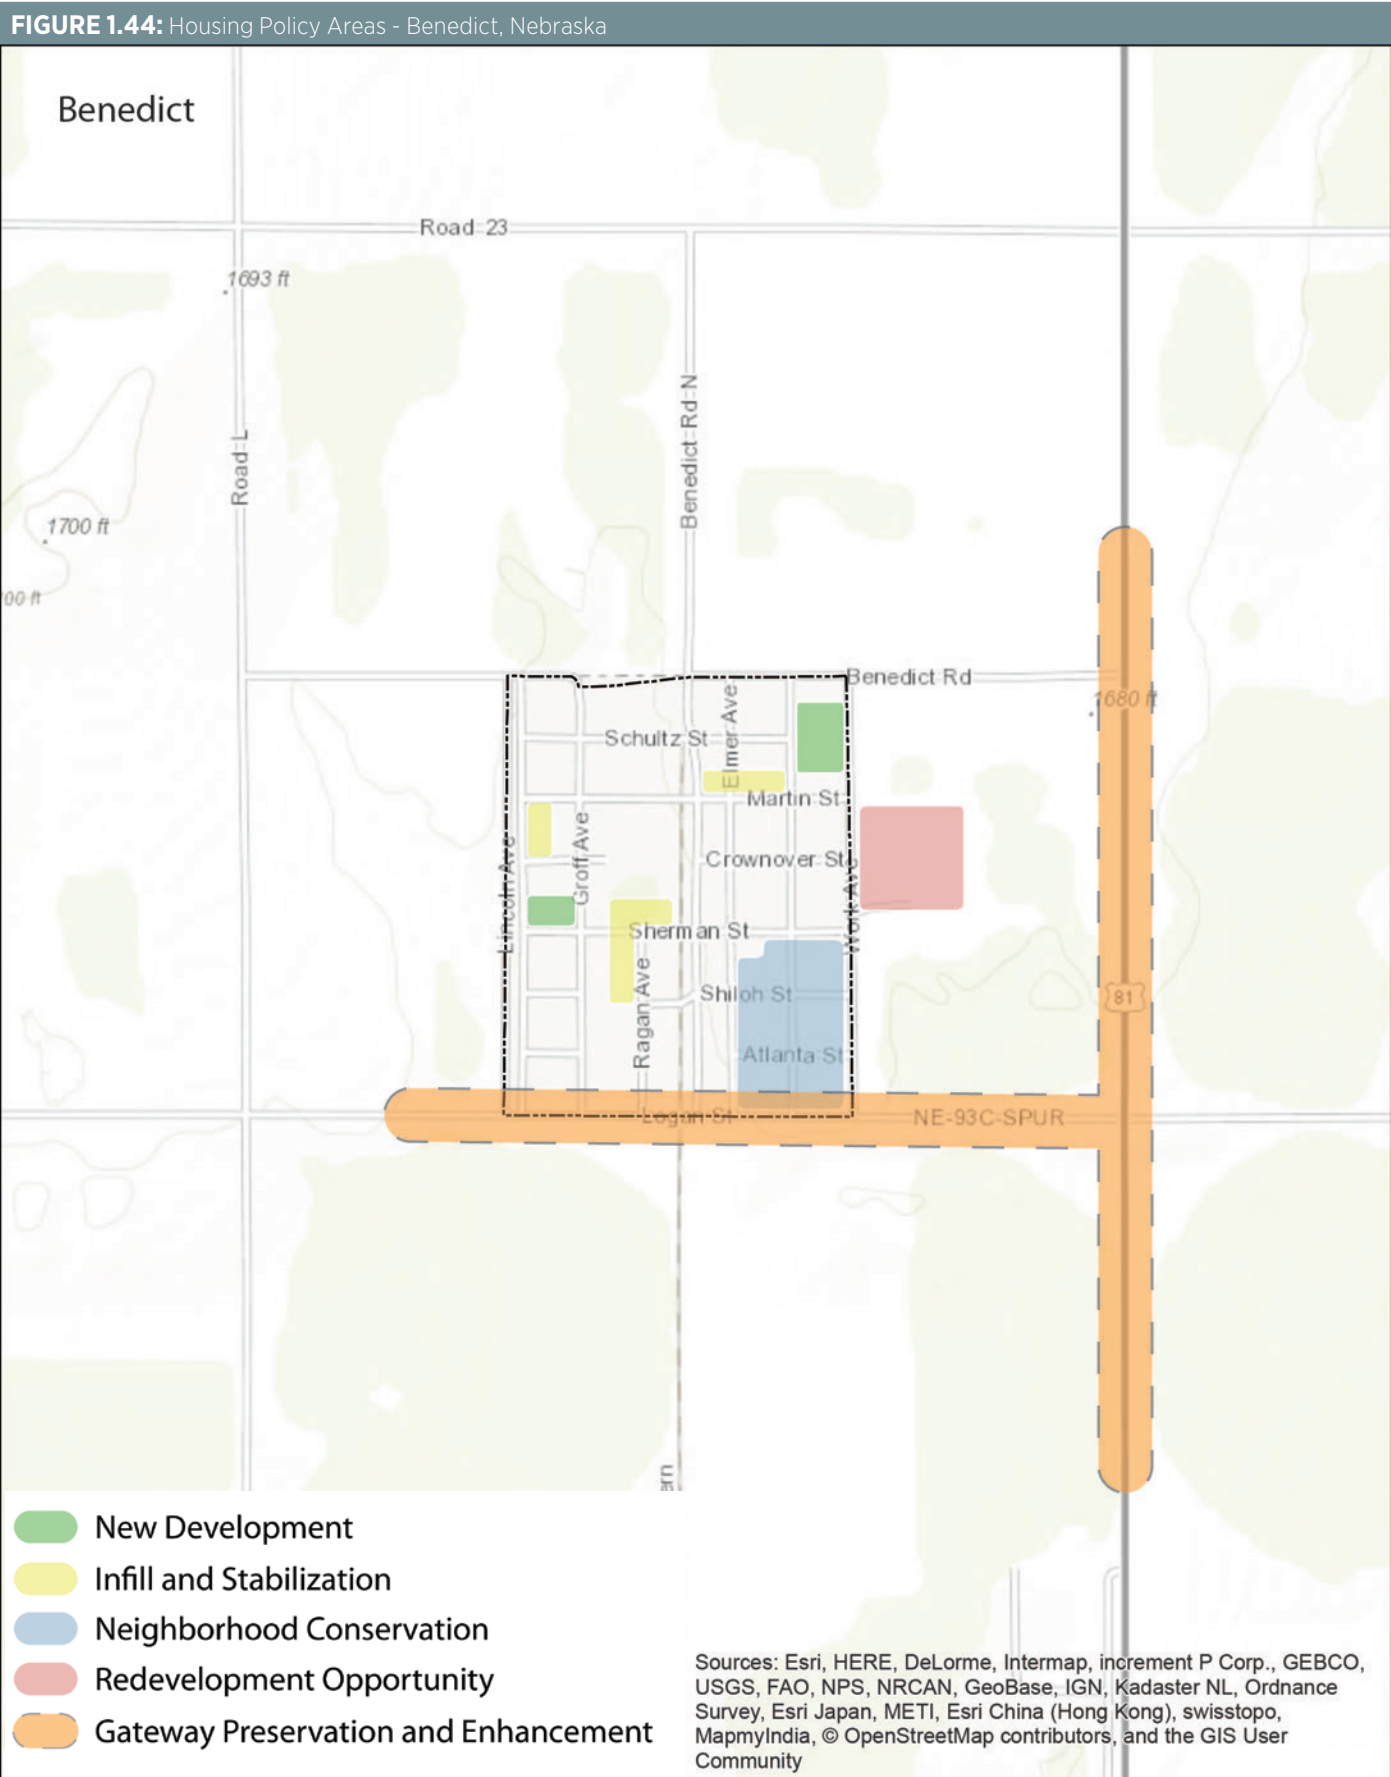 FIGURE 1.44: Housing Policy Areas - Benedict, Nebraska
Benedict
Road 23
1693 ft
Benedict Rd N
Road L
1700 ft
00 ft
Benedict Rd
1680 ft
Elmer Ave
Schultz St
Martin St
Groff Ave
Lincoln Ave
Crownover St
Work Ave
Sherman St
Ragan Ave
Shiloh St
81
Atlanta St
Logan St
NE-93C-SPUR
ern
New Development
Infill and Stabilization
Neighborhood Conservation
Redevelopment Opportunity
Gateway Preservation and Enhancement
Sources: Esri, HERE, DeLorme, Intermap, increment P Corp., GEBCO,
USGS, FAO, NPS, NRCAN, GeoBase, IGN, Kadaster NL, Ordnance
Survey, Esri Japan, METI, Esri China (Hong Kong), swisstopo,
MapmyIndia, © OpenStreetMap contributors, and the GIS User
Community